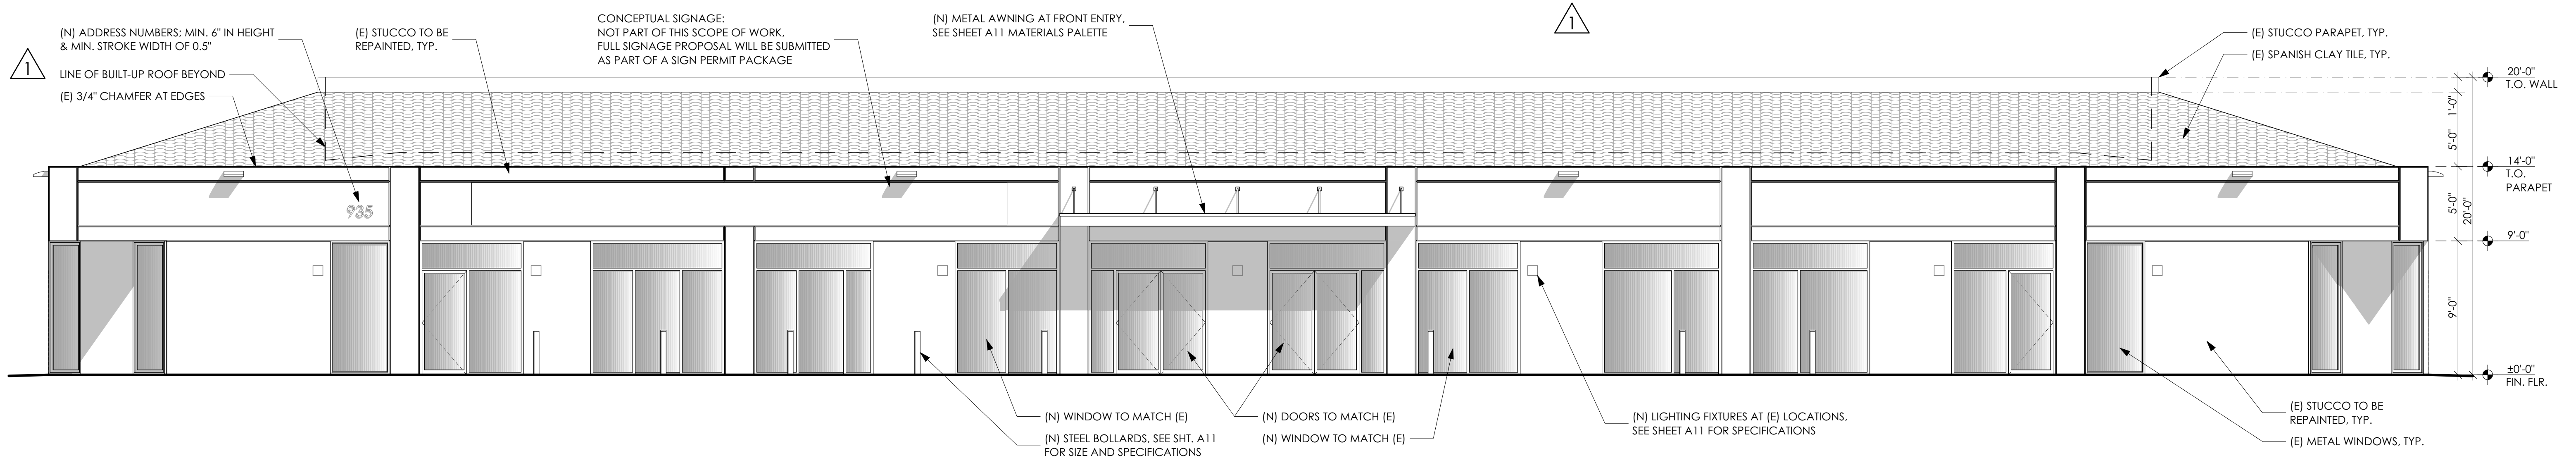 1
(N) ADDRESS NUMBERS; MIN. 6" IN HEIGHT
& MIN. STROKE WIDTH OF 0.5"
LINE OF BUILT-UP ROOF BEYOND
(E) 3/4" CHAMFER AT EDGES
(E) STUCCO TO BE
REPAINTED, TYP.
CONCEPTUAL SIGNAGE:
NOT PART OF THIS SCOPE OF WORK,
FULL SIGNAGE PROPOSAL WILL BE SUBMITTED
AS PART OF A SIGN PERMIT PACKAGE
(N) METAL AWNING AT FRONT ENTRY,
SEE SHEET A11 MATERIALS PALETTE
1
(E) STUCCO PARAPET, TYP.
(E) SPANISH CLAY TILE, TYP.
20'-0"
T.O. WALL
1'-0"
5'-0"
14'-0"
T.O.
PARAPET
5'-0"
20'-0"
9'-0"
9'-0"
±0'-0"
FIN. FLR.
935
(N) WINDOW TO MATCH (E)
(N) STEEL BOLLARDS, SEE SHT. A11
FOR SIZE AND SPECIFICATIONS
(N) DOORS TO MATCH (E)
(N) WINDOW TO MATCH (E)
(N) LIGHTING FIXTURES AT (E) LOCATIONS,
SEE SHEET A11 FOR SPECIFICATIONS
(E) STUCCO TO BE
REPAINTED, TYP.
(E) METAL WINDOWS, TYP.